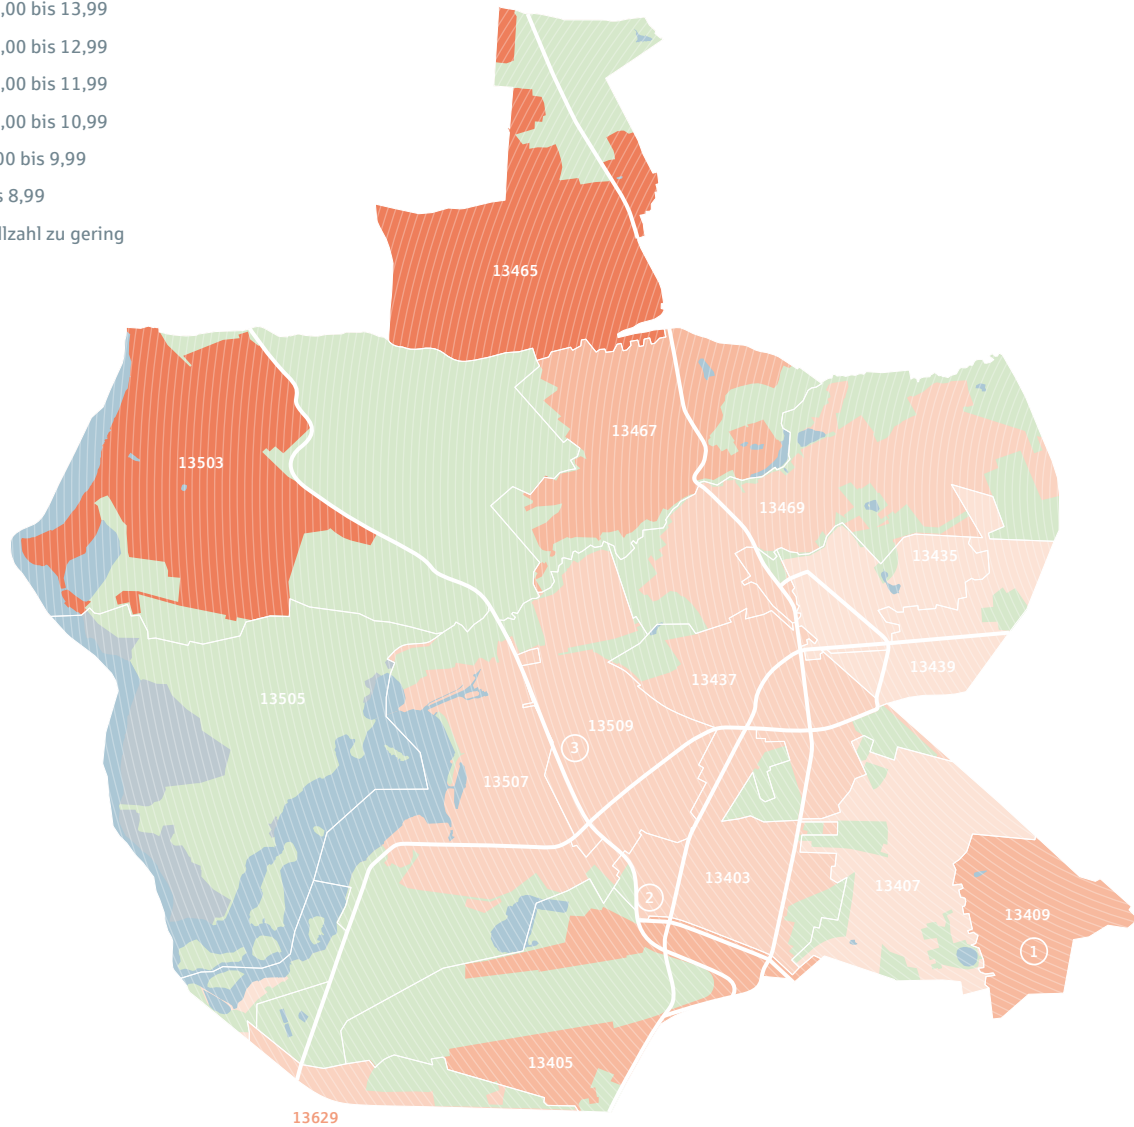 ,00 bis 13,99
,00 bis 12,99
,00 bis 11,99
,00 bis 10,99
00 bis 9,99
s 8,99
llzahl zu gering
13465
13467
13503
13469
13435
13439
13437
13505
13509
3
13507
13403
13407
2
13409
1
13405
13629